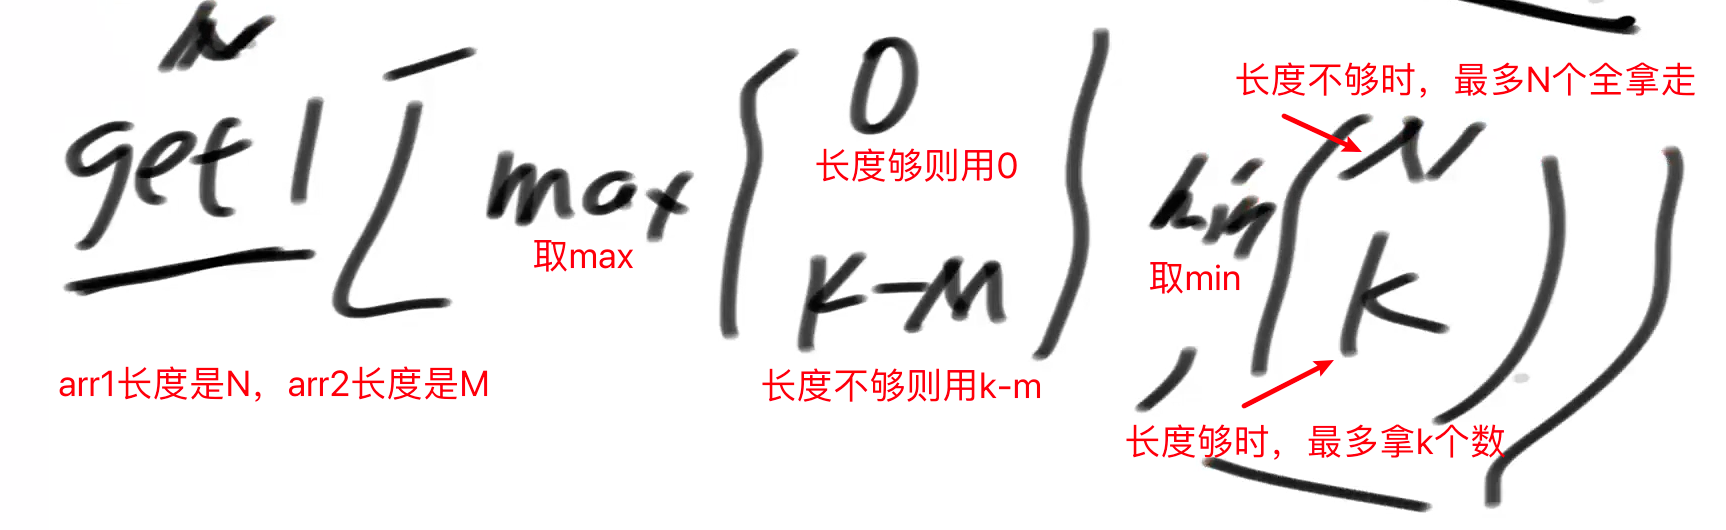 N
get1 [ max ( 0
长度够则用0
取max
K-M )
长度不够则用k-m
, min ( N
长度不够时，最多N个全拿走
取min
K ) )
长度够时，最多拿k个数
arr1长度是N，arr2长度是M